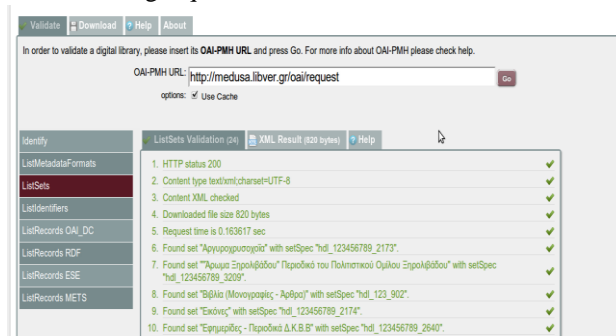 Validate Download Help About
In order to validate a digital library, please insert its OAI-PMH URL and press Go. For more info about OAI-PMH please check help.
OAI-PMH URL: http://medusa.libver.gr/oai/request Go
options: Use Cache
Identify
ListMetadataFormats
ListSets
ListIdentifiers
ListRecords OAI_DC
ListRecords RDF
ListRecords ESE
ListRecords METS
ListSets Validation (24) XML Result (820 bytes) Help
1. HTTP status 200
2. Content type text/xml;charset=UTF-8
3. Content XML checked
4. Downloaded file size 820 bytes
5. Request time is 0.163617 sec
6. Found set "Αργυροχρυσοχοΐα" with setSpec "hdl_123456789_2173".
7. Found set ""Άρωμα Ξηρολιβάδου" Περιοδικό του Πολιτιστικού Ομίλου Ξηρολιβάδου" with setSpec
"hdl_123456789_3209".
8. Found set "Βιβλία (Μονογραφίες - Άρθρα)" with setSpec "hdl_123_902".
9. Found set "Εικόνες" with setSpec "hdl_123456789_2174".
10. Found set "Εφημερίδες - Περιοδικά Δ.Κ.Β.Β" with setSpec "hdl_123456789_2640".